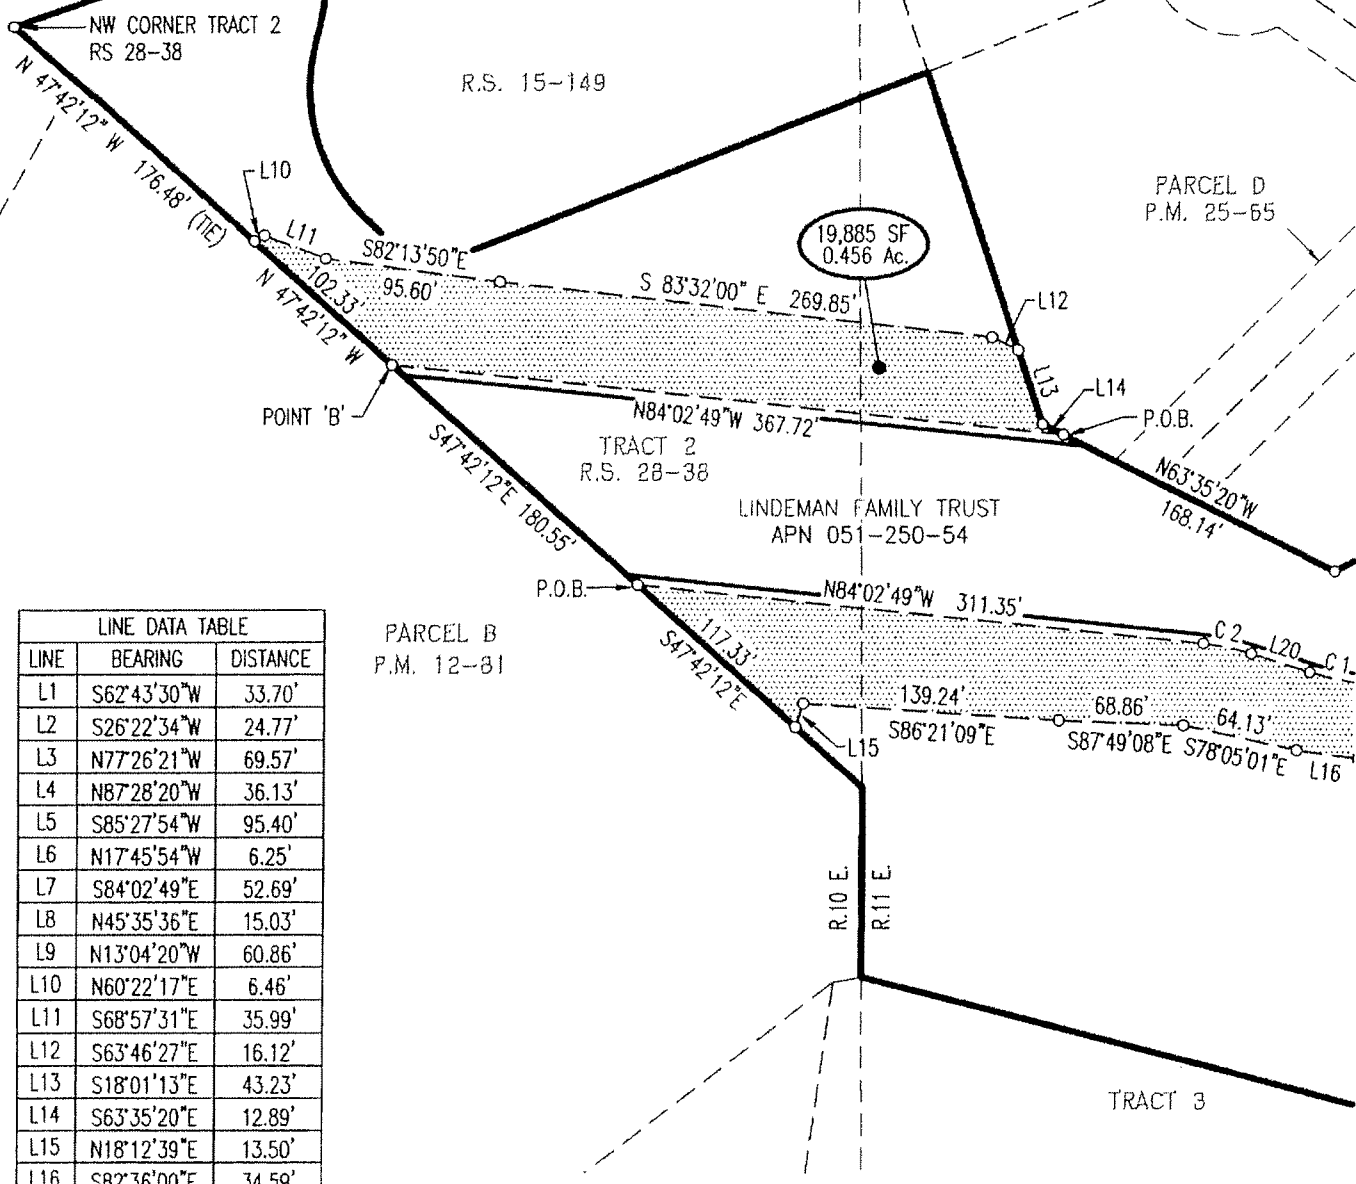 NW CORNER TRACT 2
RS 28-38
R.S. 15-149
N 47°42'12" W 176.48' (TIE)
L10
PARCEL D
P.M. 25-65
L11
S82°13'50"E
95.60'
19,885 SF
0.456 Ac.
S 83°32'00" E 269.85'
102.33'
N 47°42'12" W
L12
L13
L14
P.O.B.
POINT 'B'
N84°02'49"W 367.72'
TRACT 2
R.S. 28-38
S47°42'12"E 180.55'
N63°35'20"W
168.14'
LINDEMAN FAMILY TRUST
APN 051-250-54
P.O.B.
N84°02'49"W 311.35'
PARCEL B
P.M. 12-81
117.33'
S47°42'12"E
C 2
L20
C 1
139.24'
S86°21'09"E
68.86'
S87°49'08"E
64.13'
S78°05'01"E
L15
L16
R.10 E.
R.11 E.
TRACT 3
LINE DATA TABLE
LINE BEARING DISTANCE
L1 S62°43'30"W 33.70'
L2 S26°22'34"W 24.77'
L3 N77°26'21"W 69.57'
L4 N87°28'20"W 36.13'
L5 S85°27'54"W 95.40'
L6 N17°45'54"W 6.25'
L7 S84°02'49"E 52.69'
L8 N45°35'36"E 15.03'
L9 N13°04'20"W 60.86'
L10 N60°22'17"E 6.46'
L11 S68°57'31"E 35.99'
L12 S63°46'27"E 16.12'
L13 S18°01'13"E 43.23'
L14 S63°35'20"E 12.89'
L15 N18°12'39"E 13.50'
L16 S82°36'00"E 34.59'